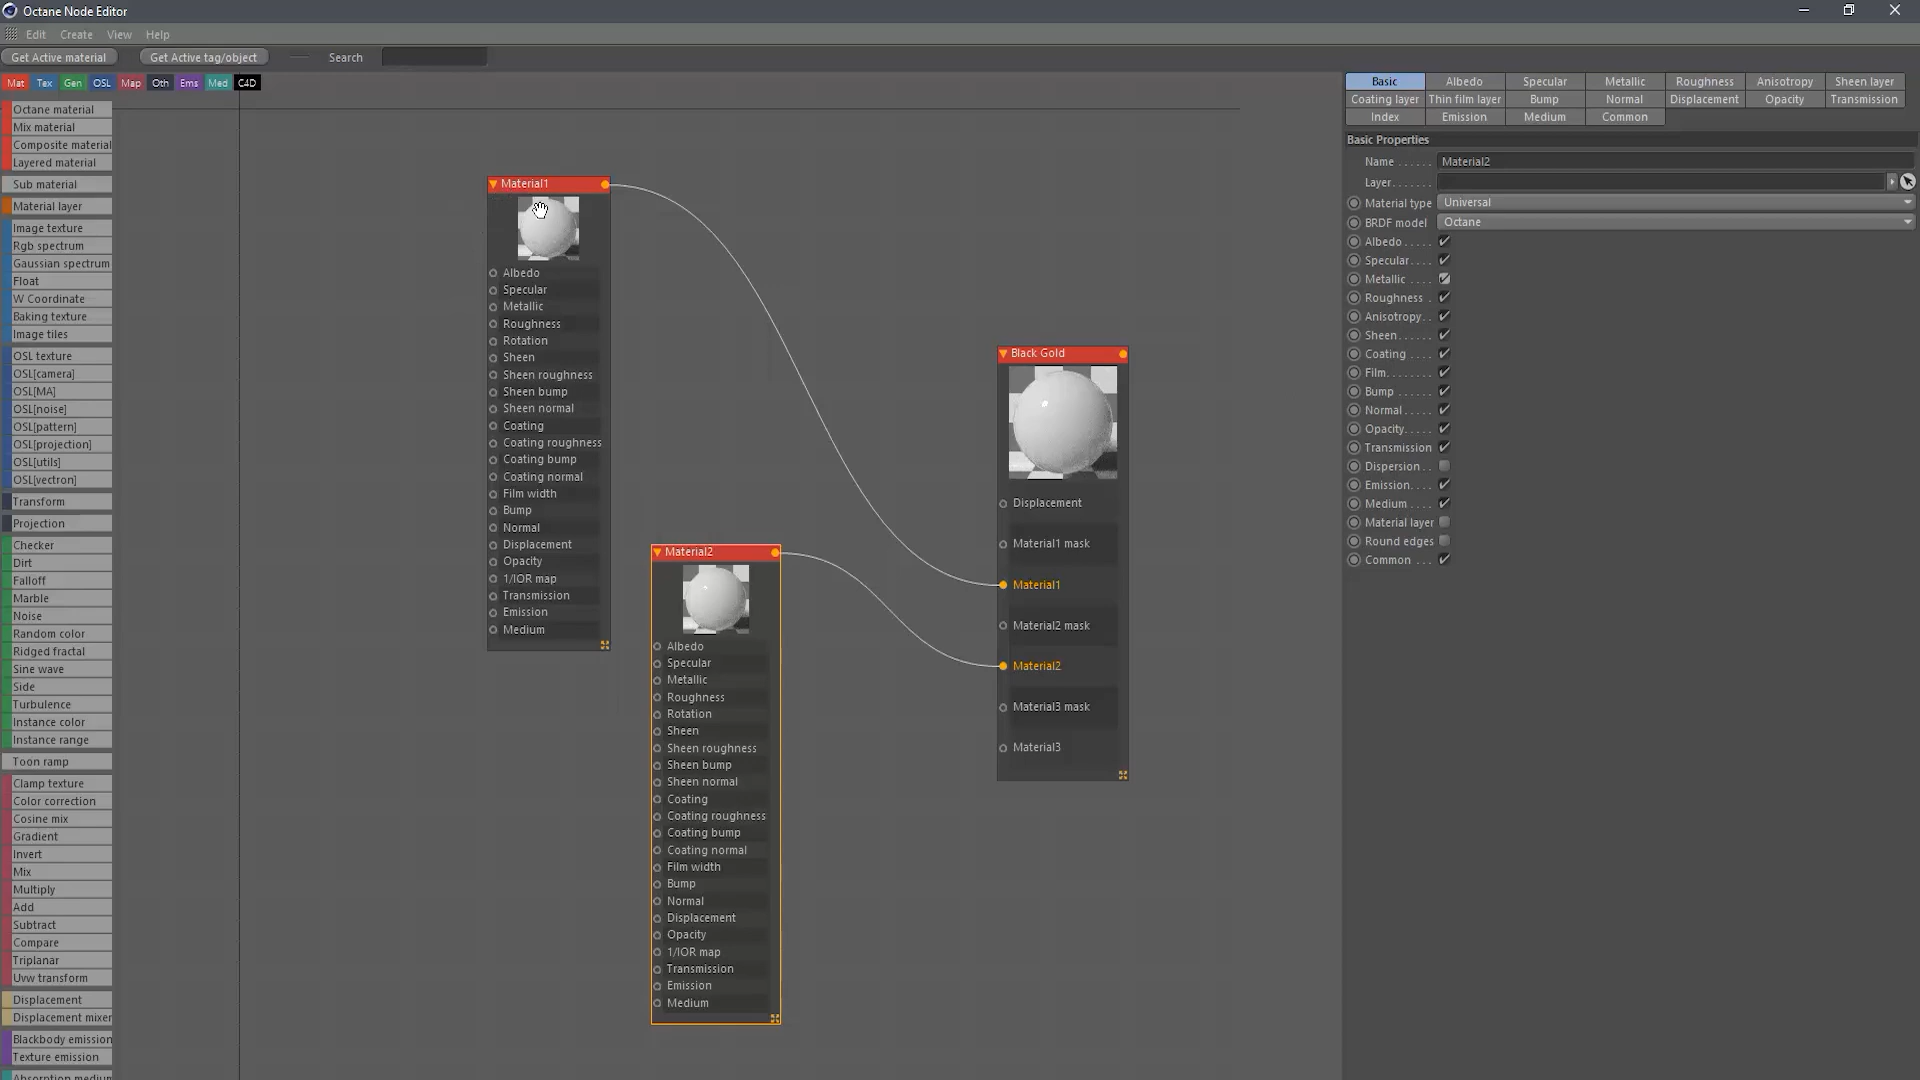 Octane Node Editor
Edit Create View Help
Get Active material Get Active tag/object Search
Mat Tex Gen OSL Map Oth Ems Med C4D
Octane material
Mix material
Composite material
Layered material
Sub material
Material layer
Image texture
Rgb spectrum
Gaussian spectrum
Float
W Coordinate
Baking texture
Image tiles
OSL texture
OSL[camera]
OSL[MA]
OSL[noise]
OSL[pattern]
OSL[projection]
OSL[utils]
OSL[vectron]
Transform
Projection
Checker
Dirt
Falloff
Marble
Noise
Random color
Ridged fractal
Sine wave
Side
Turbulence
Instance color
Instance range
Toon ramp
Clamp texture
Color correction
Cosine mix
Gradient
Invert
Mix
Multiply
Add
Subtract
Compare
Triplanar
Uvw transform
Displacement
Displacement mixer
Blackbody emission
Texture emission
Absorption medium
Material1
Albedo
Specular
Metallic
Roughness
Rotation
Sheen
Sheen roughness
Sheen bump
Sheen normal
Coating
Coating roughness
Coating bump
Coating normal
Film width
Bump
Normal
Displacement
Opacity
1/IOR map
Transmission
Emission
Medium
Material2
Albedo
Specular
Metallic
Roughness
Rotation
Sheen
Sheen roughness
Sheen bump
Sheen normal
Coating
Coating roughness
Coating bump
Coating normal
Film width
Bump
Normal
Displacement
Opacity
1/IOR map
Transmission
Emission
Medium
Black Gold
Displacement
Material1 mask
Material1
Material2 mask
Material2
Material3 mask
Material3
Basic Albedo Specular Metallic Roughness Anisotropy Sheen layer
Coating layer Thin film layer Bump Normal Displacement Opacity Transmission
Index Emission Medium Common
Basic Properties
Name ...... Material2
Layer.......
Material type Universal
BRDF model Octane
Albedo .....
Specular....
Metallic ....
Roughness .
Anisotropy. .
Sheen......
Coating ....
Film........
Bump ......
Normal .....
Opacity.....
Transmission
Dispersion . .
Emission....
Medium ....
Material layer
Round edges
Common ...